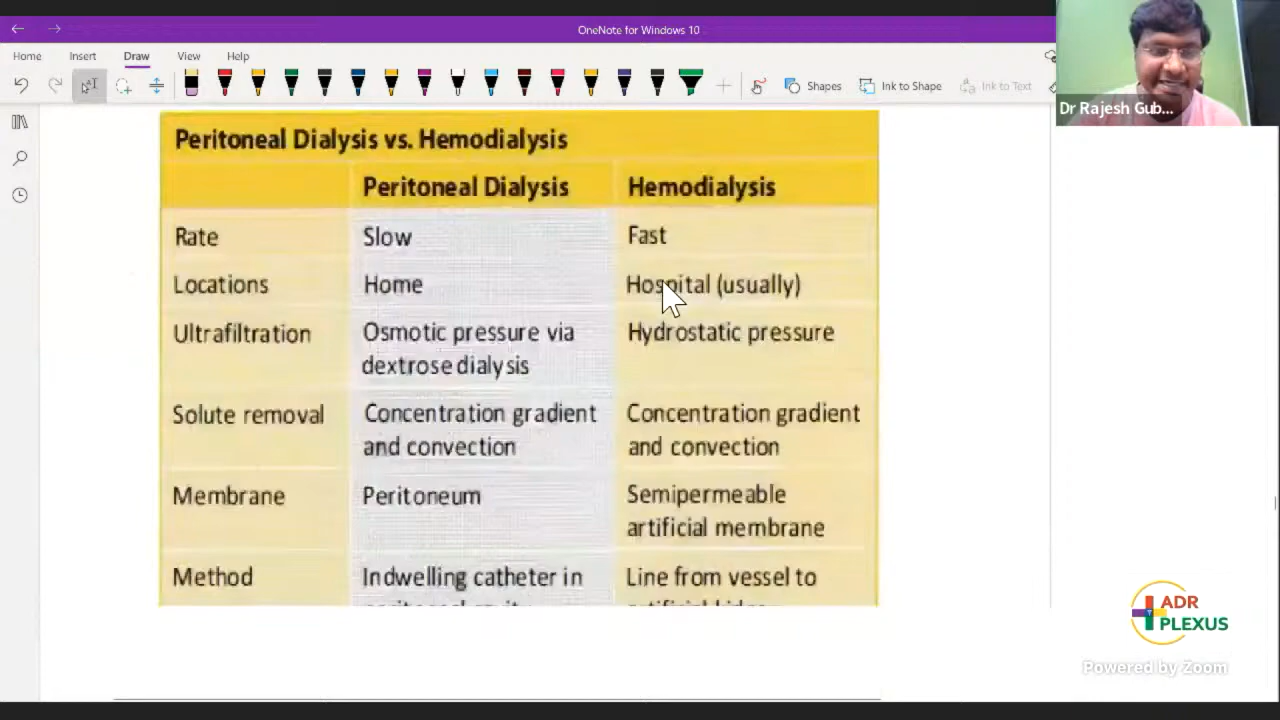 OneNote for Windows 10
Home Insert Draw View Help
Shapes Ink to Shape Ink to Text
Dr Rajesh Gub...
Peritoneal Dialysis vs. Hemodialysis
Peritoneal Dialysis Hemodialysis
Rate Slow Fast
Locations Home Hospital (usually)
Ultrafiltration Osmotic pressure via Hydrostatic pressure
dextrose dialysis
Solute removal Concentration gradient Concentration gradient
and convection and convection
Membrane Peritoneum Semipermeable
artificial membrane
Method Indwelling catheter in Line from vessel to
ADR
PLEXUS
Powered by Zoom